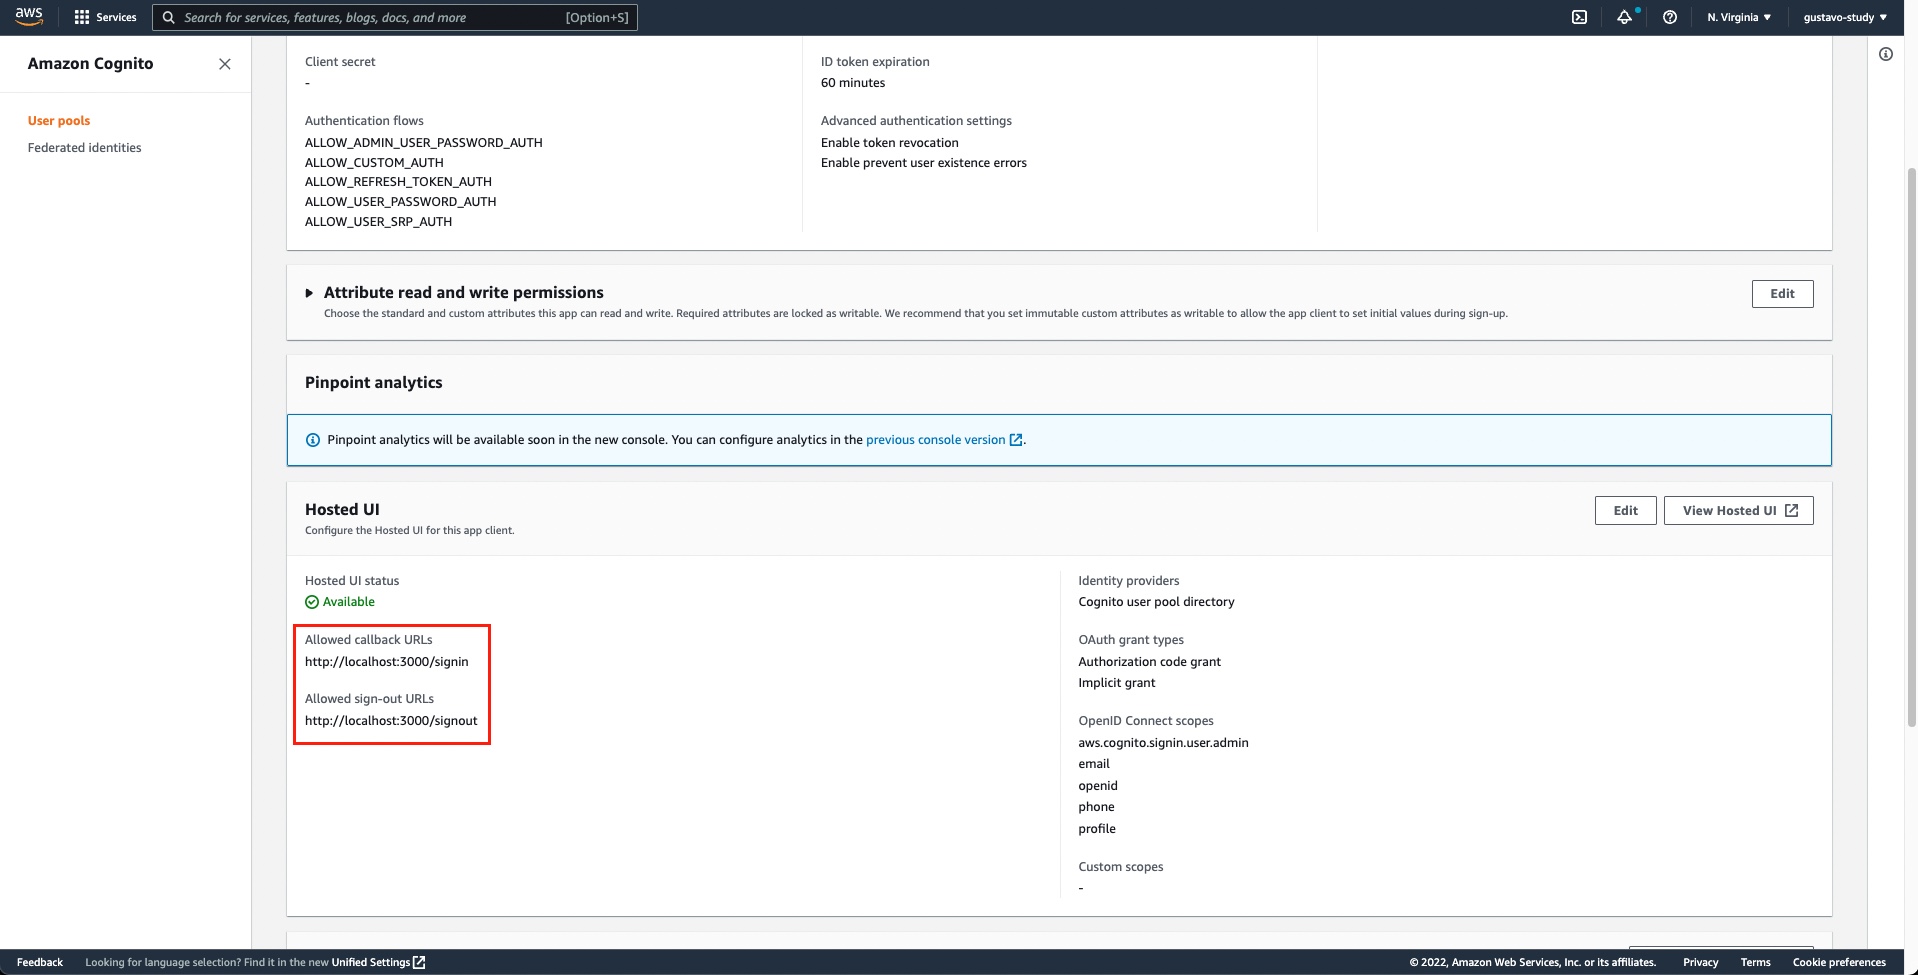 aws
Services
Search for services, features, blogs, docs, and more
[Option+S]
N. Virginia
gustavo-study
Amazon Cognito
User pools
Federated identities
Client secret
-
Authentication flows
ALLOW_ADMIN_USER_PASSWORD_AUTH
ALLOW_CUSTOM_AUTH
ALLOW_REFRESH_TOKEN_AUTH
ALLOW_USER_PASSWORD_AUTH
ALLOW_USER_SRP_AUTH
ID token expiration
60 minutes
Advanced authentication settings
Enable token revocation
Enable prevent user existence errors
Attribute read and write permissions
Edit
Choose the standard and custom attributes this app can read and write. Required attributes are locked as writable. We recommend that you set immutable custom attributes as writable to allow the app client to set initial values during sign-up.
Pinpoint analytics
Pinpoint analytics will be available soon in the new console. You can configure analytics in the previous console version.
Hosted UI
Edit
View Hosted UI
Configure the Hosted UI for this app client.
Hosted UI status
Available
Allowed callback URLs
http://localhost:3000/signin
Allowed sign-out URLs
http://localhost:3000/signout
Identity providers
Cognito user pool directory
OAuth grant types
Authorization code grant
Implicit grant
OpenID Connect scopes
aws.cognito.signin.user.admin
email
openid
phone
profile
Custom scopes
-
Feedback
Looking for language selection? Find it in the new Unified Settings
© 2022, Amazon Web Services, Inc. or its affiliates.
Privacy
Terms
Cookie preferences